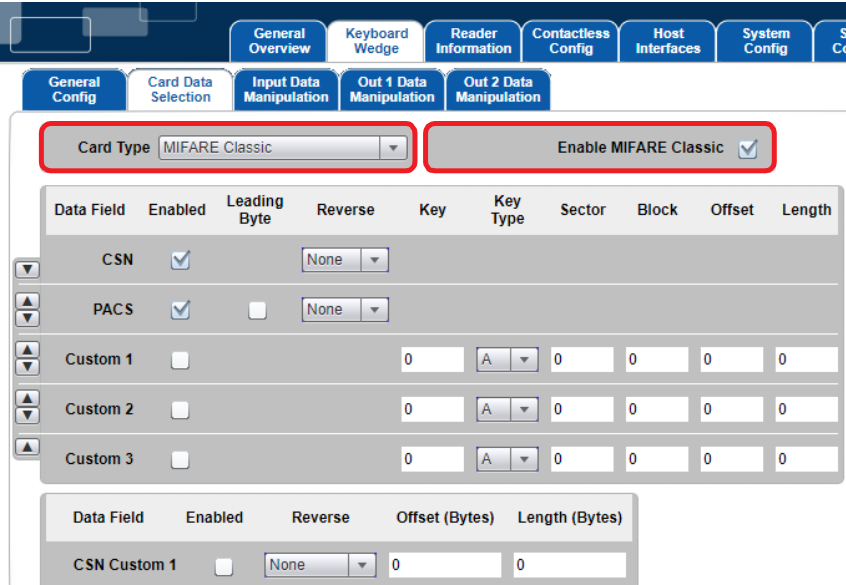 General Overview
Keyboard Wedge
Reader Information
Contactless Config
Host Interfaces
System Config
General Config
Card Data Selection
Input Data Manipulation
Out 1 Data Manipulation
Out 2 Data Manipulation
Card Type MIFARE Classic
Enable MIFARE Classic
Data Field Enabled Leading Byte Reverse Key Key Type Sector Block Offset Length
CSN None
PACS None
Custom 1 0 A 0 0 0 0
Custom 2 0 A 0 0 0 0
Custom 3 0 A 0 0 0 0
Data Field Enabled Reverse Offset (Bytes) Length (Bytes)
CSN Custom 1 None 0 0